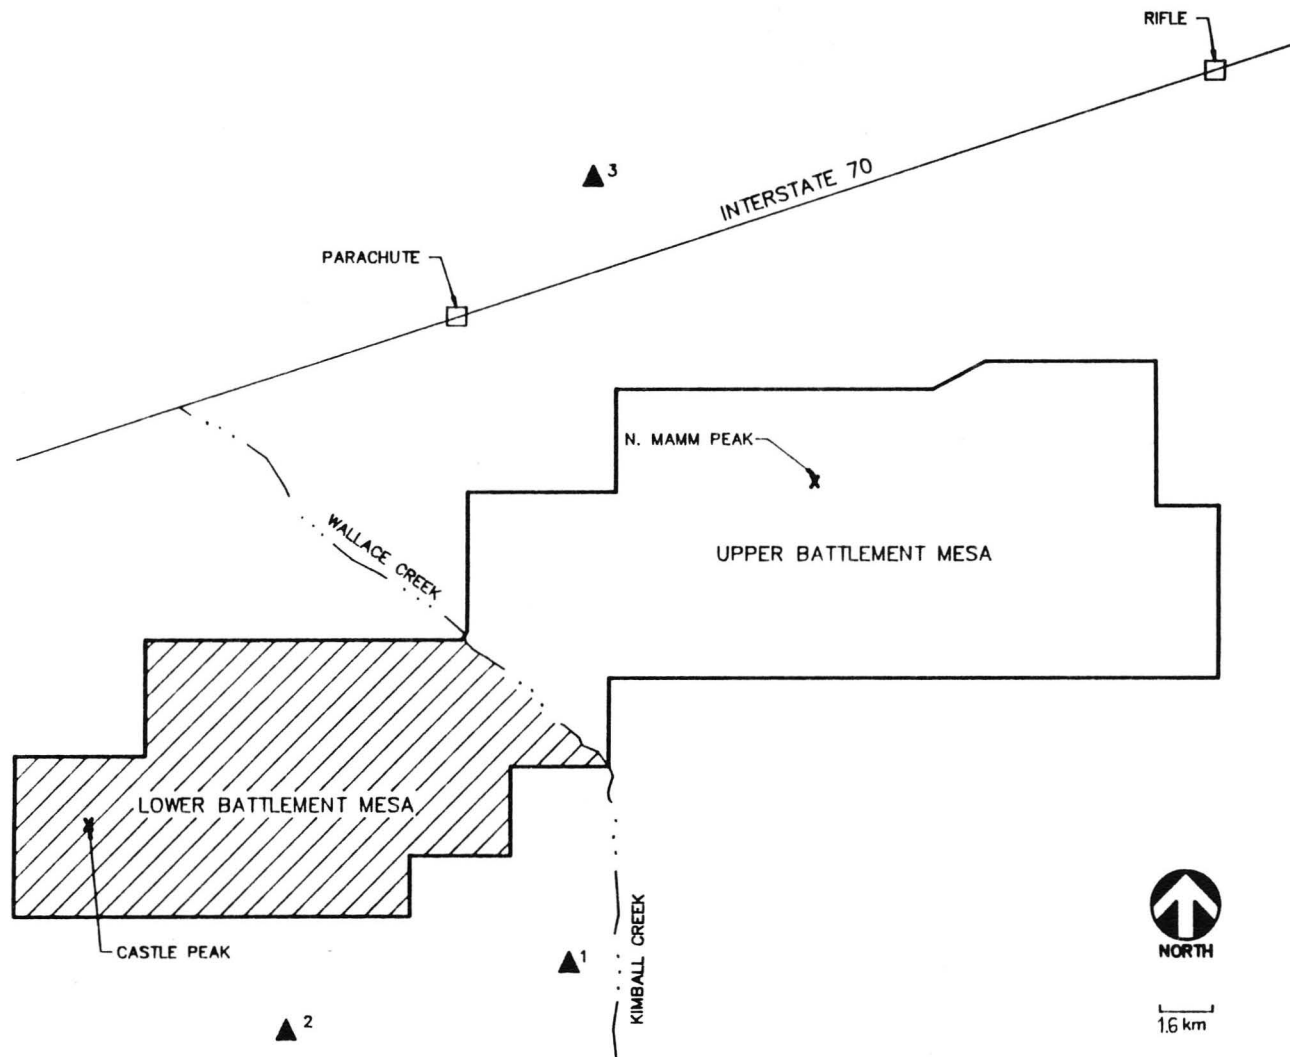 RIFLE
3
INTERSTATE 70
PARACHUTE
N. MAMM PEAK
WALLACE CREEK
UPPER BATTLEMENT MESA
LOWER BATTLEMENT MESA
CASTLE PEAK
1
KIMBALL CREEK
NORTH
2
1.6 km